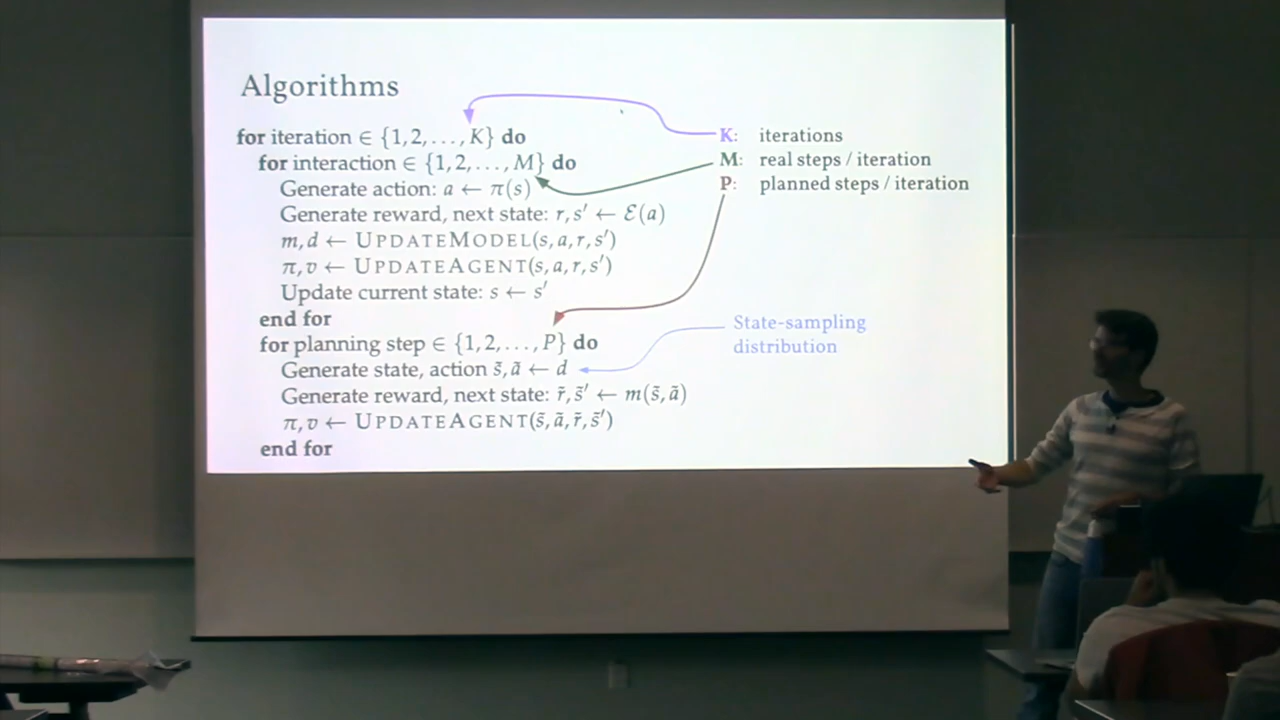 Algorithms
for iteration ∈ {1,2,...,K} do
for interaction ∈ {1,2,...,M} do
Generate action: a ← π(s)
Generate reward, next state: r,s′ ← ℰ(a)
m,d ← UPDATEMODEL(s,a,r,s′)
π,v ← UPDATEAGENT(s,a,r,s′)
Update current state: s ← s′
end for
for planning step ∈ {1,2,...,P} do
Generate state, action s̃,ã ← d
Generate reward, next state: r̃,s̃′ ← m(s̃,ã)
π,v ← UPDATEAGENT(s̃,ã,r̃,s̃′)
end for
K: iterations
M: real steps / iteration
P: planned steps / iteration
State-sampling
distribution